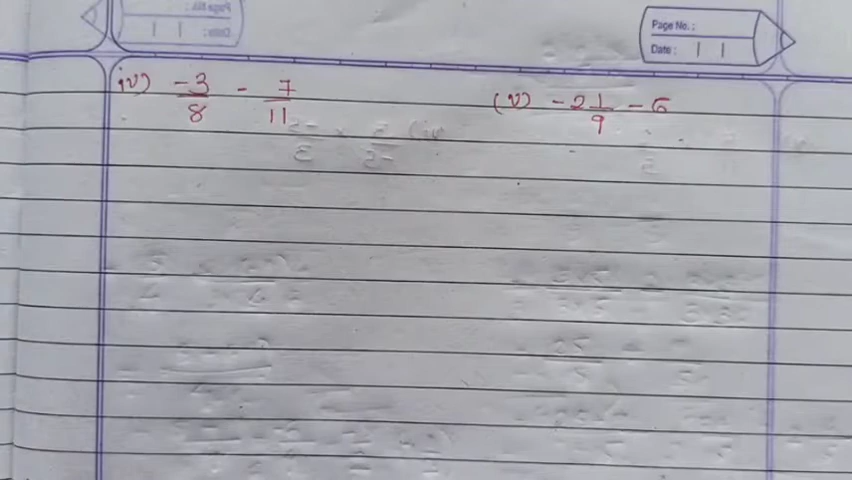 Page No.:
Date: | |
iv) -3/8 - 7/11
(v) -2 1/9 - 6